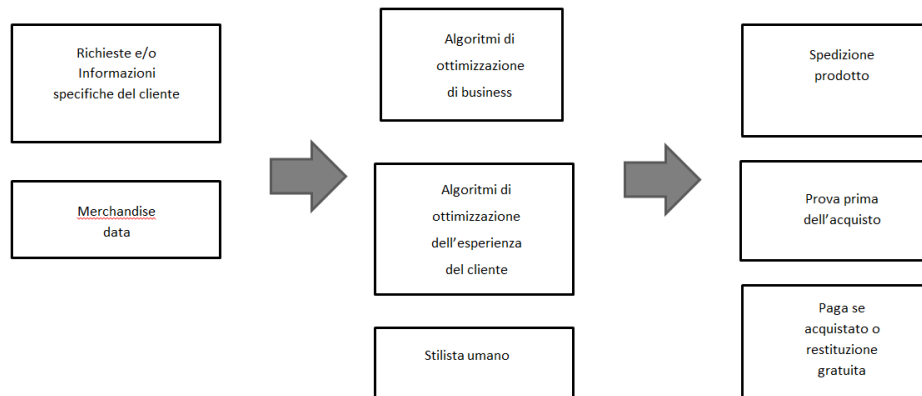 Richieste e/o
Informazioni
specifiche del cliente
Merchandise
data
Algoritmi di
ottimizzazione
di business
Algoritmi di
ottimizzazione
dell'esperienza
del cliente
Stilista umano
Spedizione
prodotto
Prova prima
dell'acquisto
Paga se
acquistato o
restituzione
gratuita